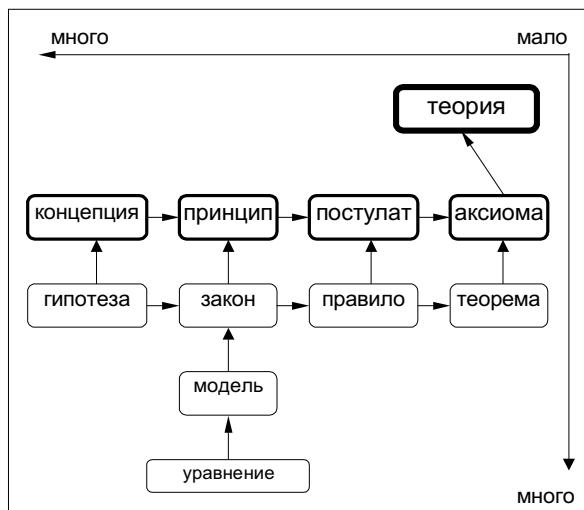 много
мало
теория
концепция
принцип
постулат
аксиома
гипотеза
закон
правило
теорема
модель
уравнение
много